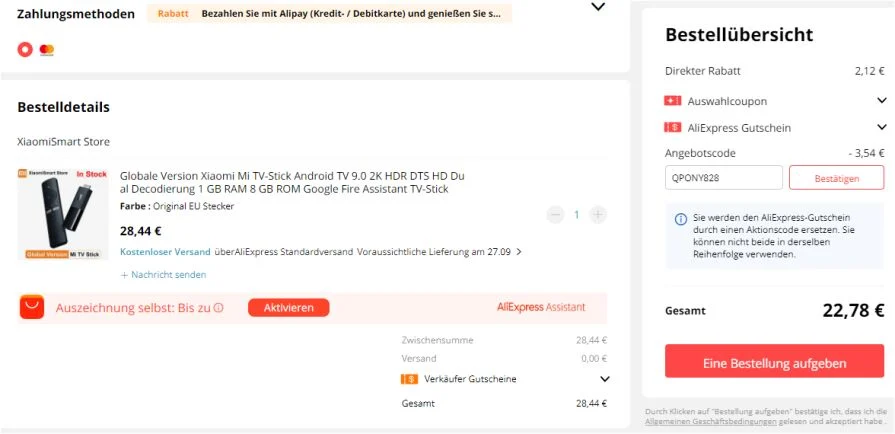 Zahlungsmethoden
Rabatt Bezahlen Sie mit Alipay (Kredit- / Debitkarte) und genießen Sie s...
Bestelldetails
XiaomiSmart Store
XiaomiSmart Store In Stock
Global Version Mi TV Stick
Globale Version Xiaomi Mi TV-Stick Android TV 9.0 2K HDR DTS HD Du
al Decodierung 1 GB RAM 8 GB ROM Google Fire Assistant TV-Stick
Farbe : Original EU Stecker
28,44 €
1
Kostenloser Versand überAliExpress Standardversand Voraussichtliche Lieferung am 27.09
+ Nachricht senden
Auszeichnung selbst: Bis zu
Aktivieren
AliExpress Assistant
Zwischensumme 28,44 €
Versand 0,00 €
Verkäufer Gutscheine
Gesamt 28,44 €
Bestellübersicht
Direkter Rabatt 2,12 €
Auswahlcoupon
AliExpress Gutschein
Angebotscode - 3,54 €
QPONY828 Bestätigen
Sie werden den AliExpress-Gutschein
durch einen Aktionscode ersetzen. Sie
können nicht beide in derselben
Reihenfolge verwenden.
Gesamt 22,78 €
Eine Bestellung aufgeben
Durch Klicken auf "Bestellung aufgeben" bestätige ich, dass ich die
Allgemeinen Geschäftsbedingungen gelesen und akzeptiert habe .